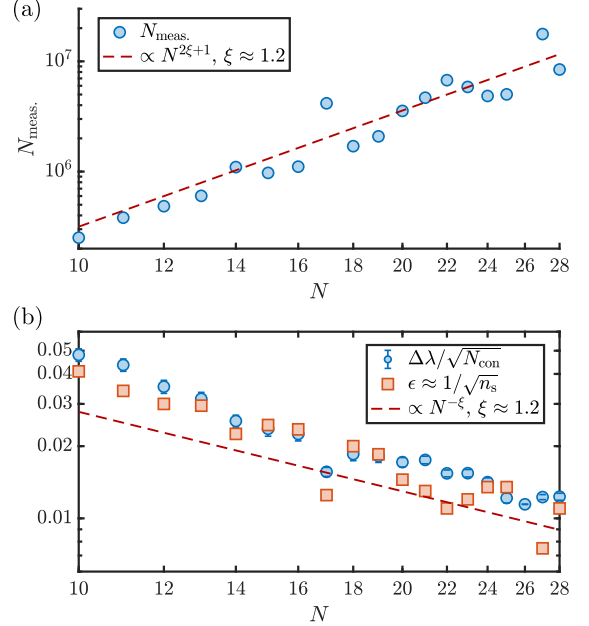 (a)
N_meas.
∝ N^{2ξ+1}, ξ ≈ 1.2
10^7
10^6
N_meas.
10 12 14 16 18 20 22 24 26 28
N
(b)
Δλ/√N_con
ϵ ≈ 1/√n_s
∝ N^{-ξ}, ξ ≈ 1.2
0.05
0.04
0.03
0.02
0.01
10 12 14 16 18 20 22 24 26 28
N